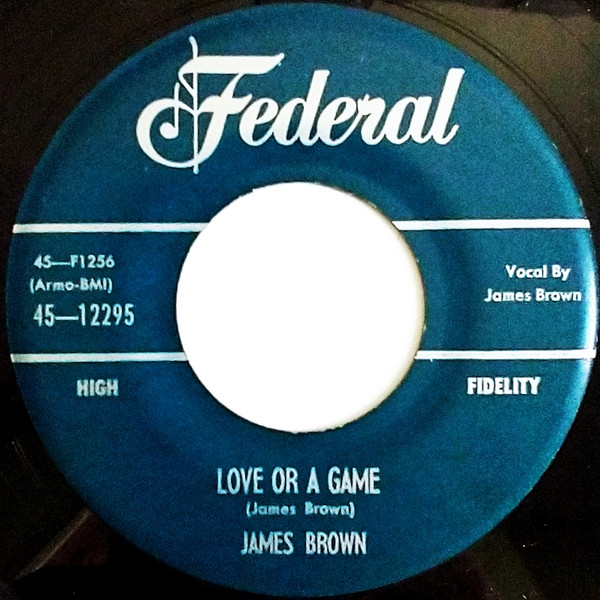 Federal
45—F1256
(Armo-BMI)
45—12295
Vocal By
James Brown
HIGH
FIDELITY
LOVE OR A GAME
(James Brown)
JAMES BROWN